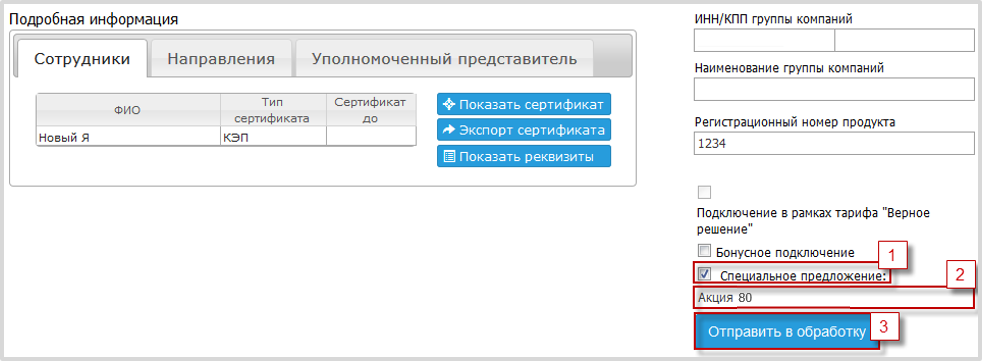 Подробная информация
Сотрудники
Направления
Уполномоченный представитель
ФИО
Тип
сертификата
Сертификат
до
Новый Я
КЭП
Показать сертификат
Экспорт сертификата
Показать реквизиты
ИНН/КПП группы компаний
Наименование группы компаний
Регистрационный номер продукта
1234
Подключение в рамках тарифа "Верное
решение"
Бонусное подключение
1
Специальное предложение:
2
Акция 80
Отправить в обработку
3